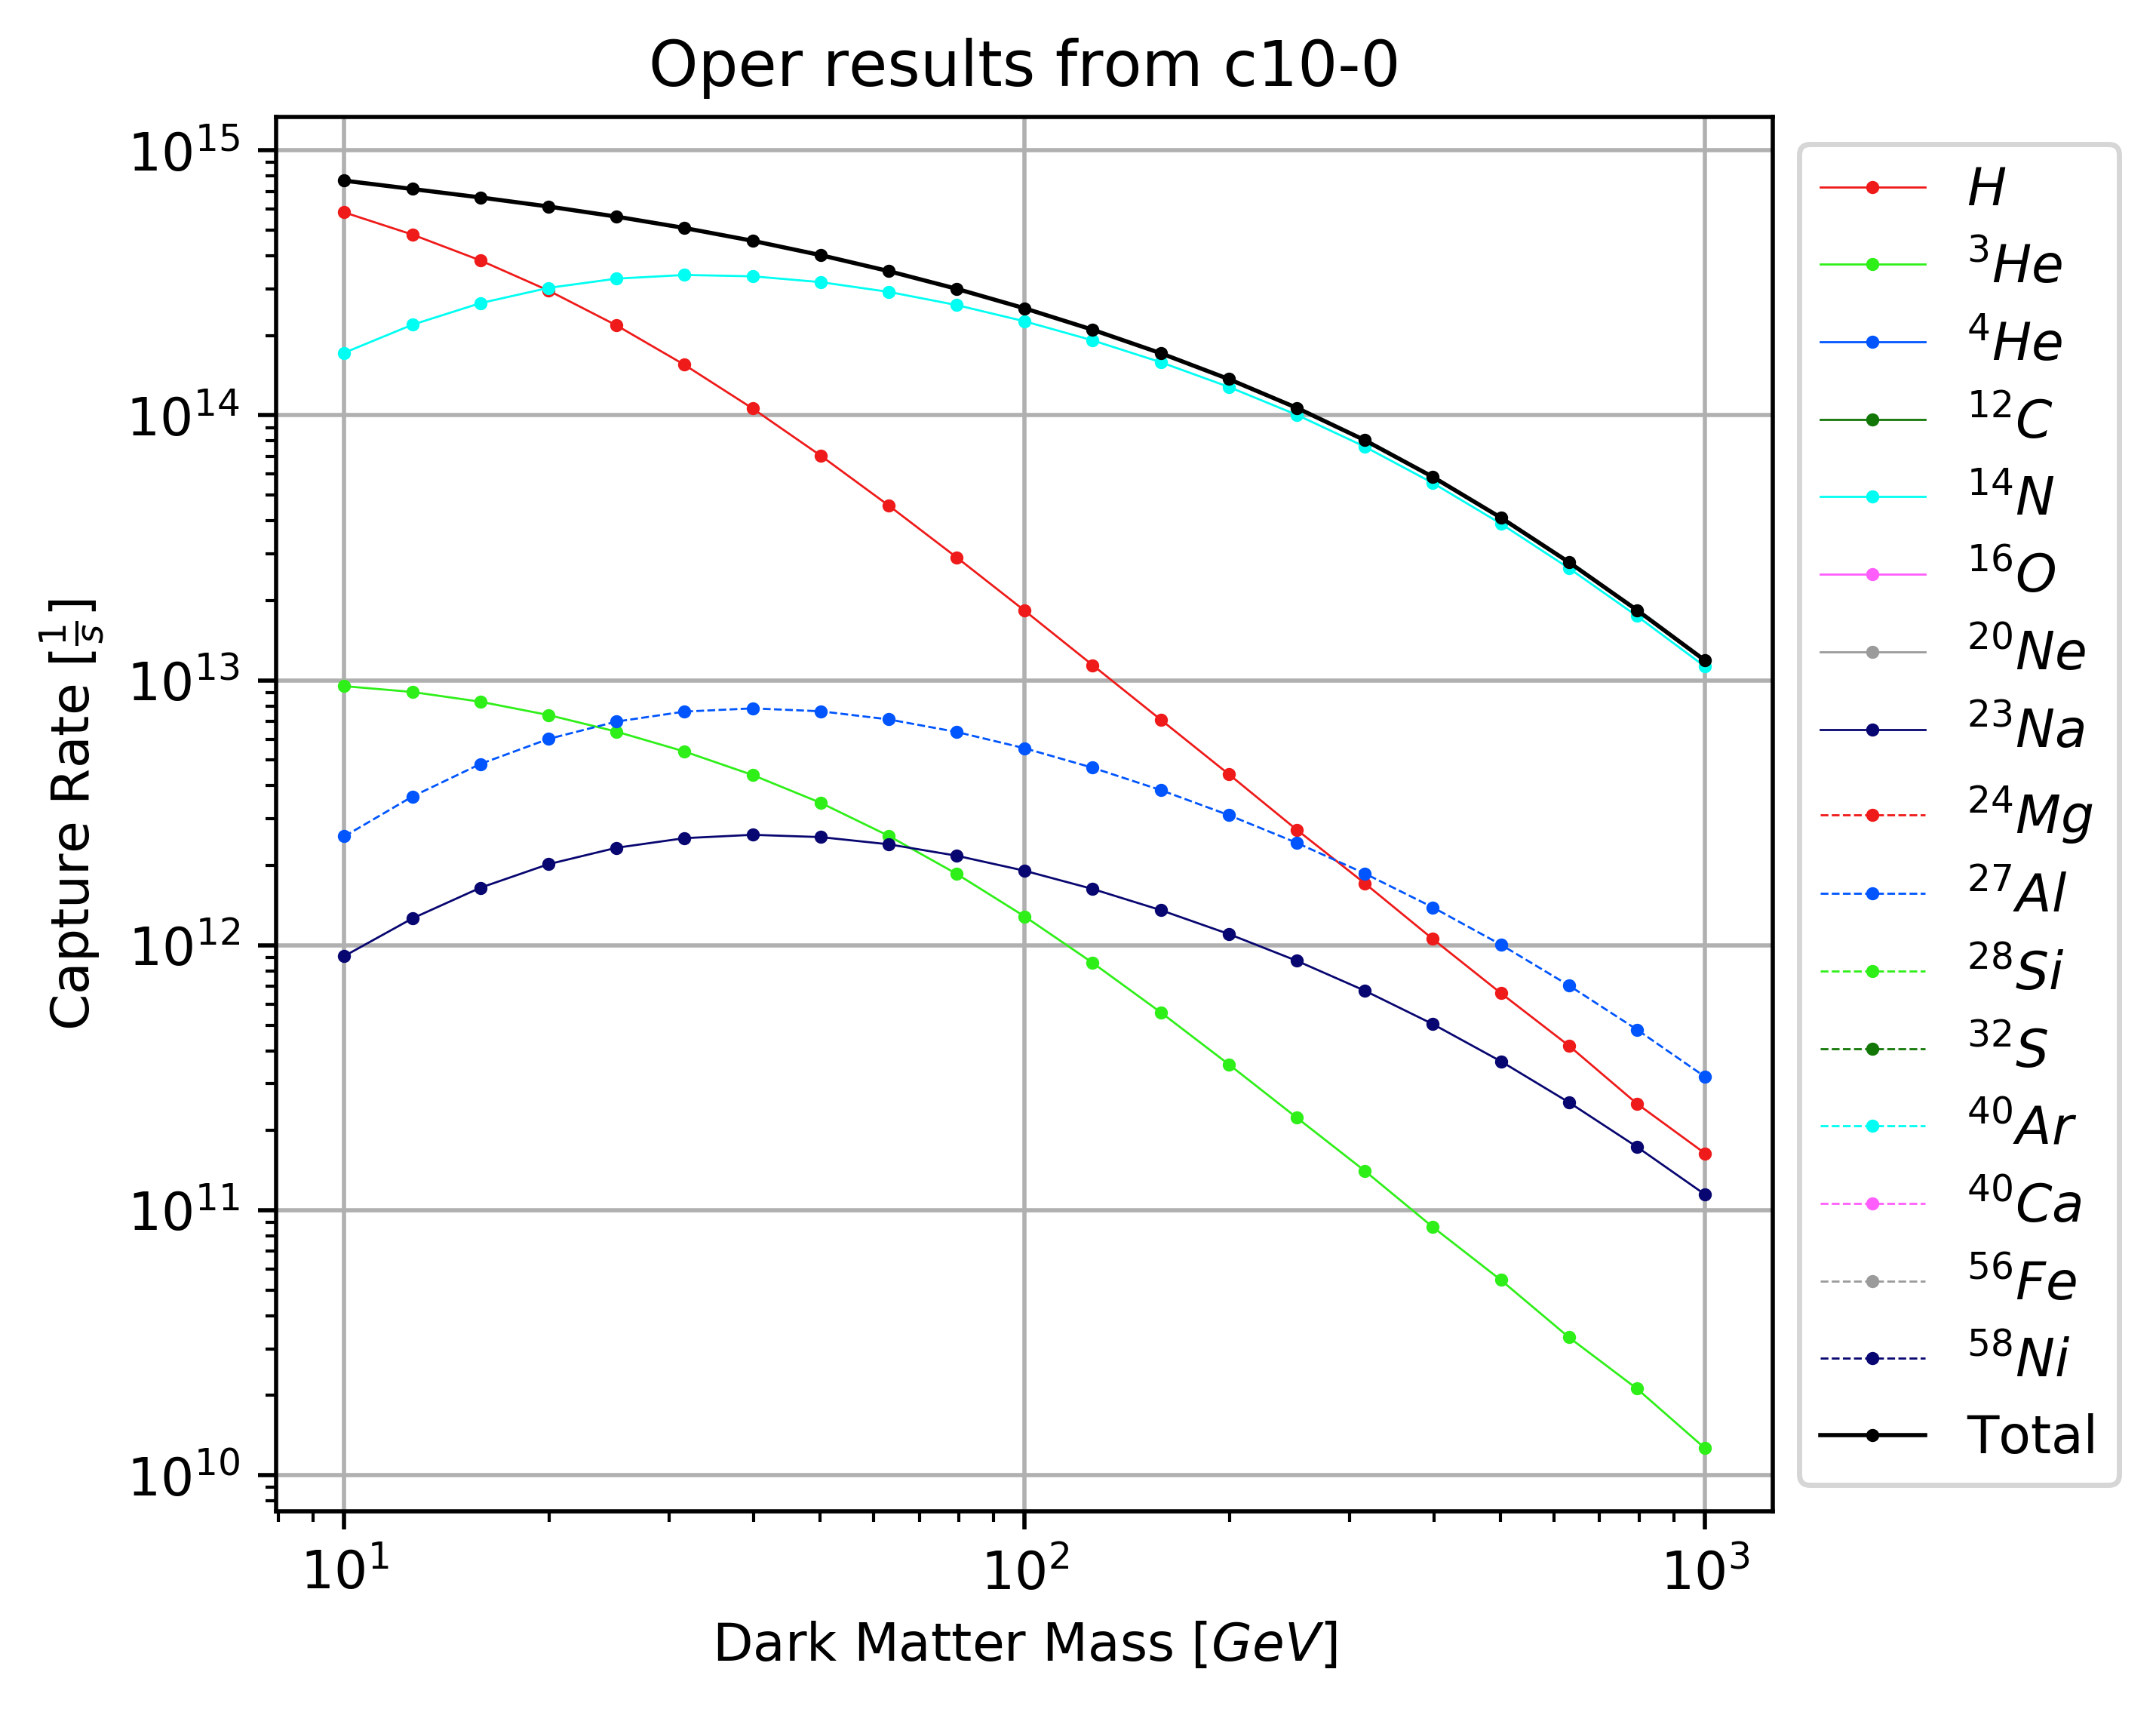 Oper results from c10-0
Capture Rate [1/s]
10^15
10^14
10^13
10^12
10^11
10^10
10^1
10^2
10^3
Dark Matter Mass [GeV]
H
^3He
^4He
^12C
^14N
^16O
^20Ne
^23Na
^24Mg
^27Al
^28Si
^32S
^40Ar
^40Ca
^56Fe
^58Ni
Total